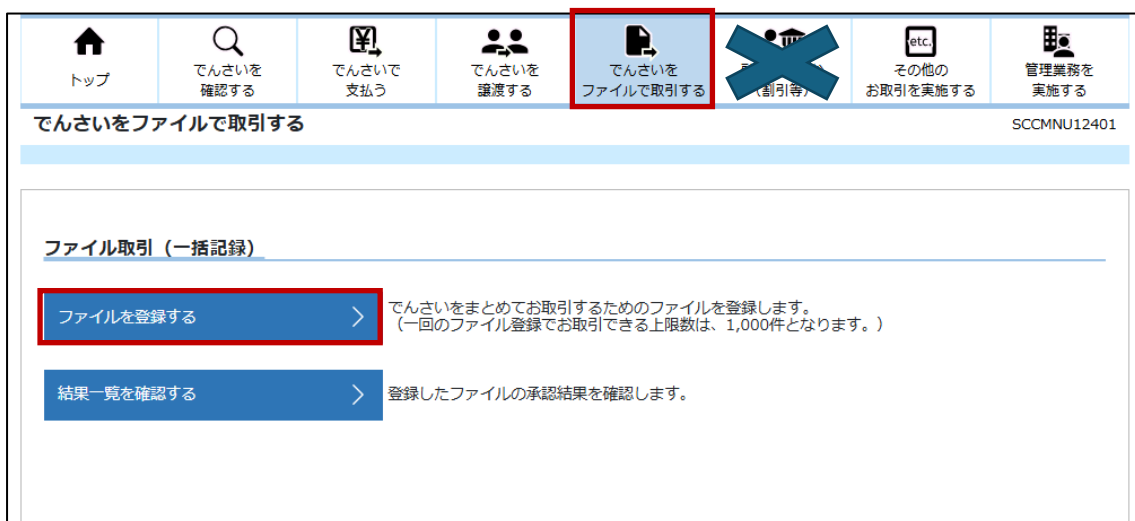 トップ
でんさいを
確認する
でんさいで
支払う
でんさいを
譲渡する
でんさいを
ファイルで取引する
(割引等)
etc.
その他の
お取引を実施する
管理業務を
実施する
でんさいをファイルで取引する
SCCMNU12401
ファイル取引(一括記録)
ファイルを登録する
でんさいをまとめてお取引するためのファイルを登録します。
(一回のファイル登録でお取引できる上限数は、1,000件となります。)
結果一覧を確認する
登録したファイルの承認結果を確認します。